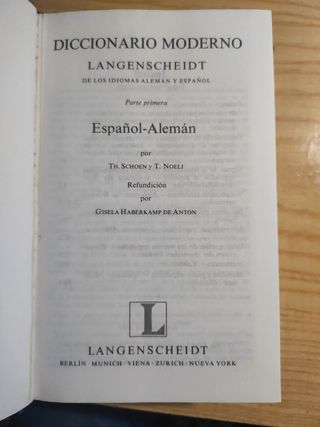 DICCIONARIO MODERNO
LANGENSCHEIDT
DE LOS IDIOMAS ALEMÁN Y ESPAÑOL
Parte primera
Español-Alemán
por
TH. SCHOEN Y T. NOELI
Refundición
por
GISELA HABERKAMP DE ANTÓN
L
LANGENSCHEIDT
BERLÍN · MUNICH · VIENA · ZURICH · NUEVA YORK